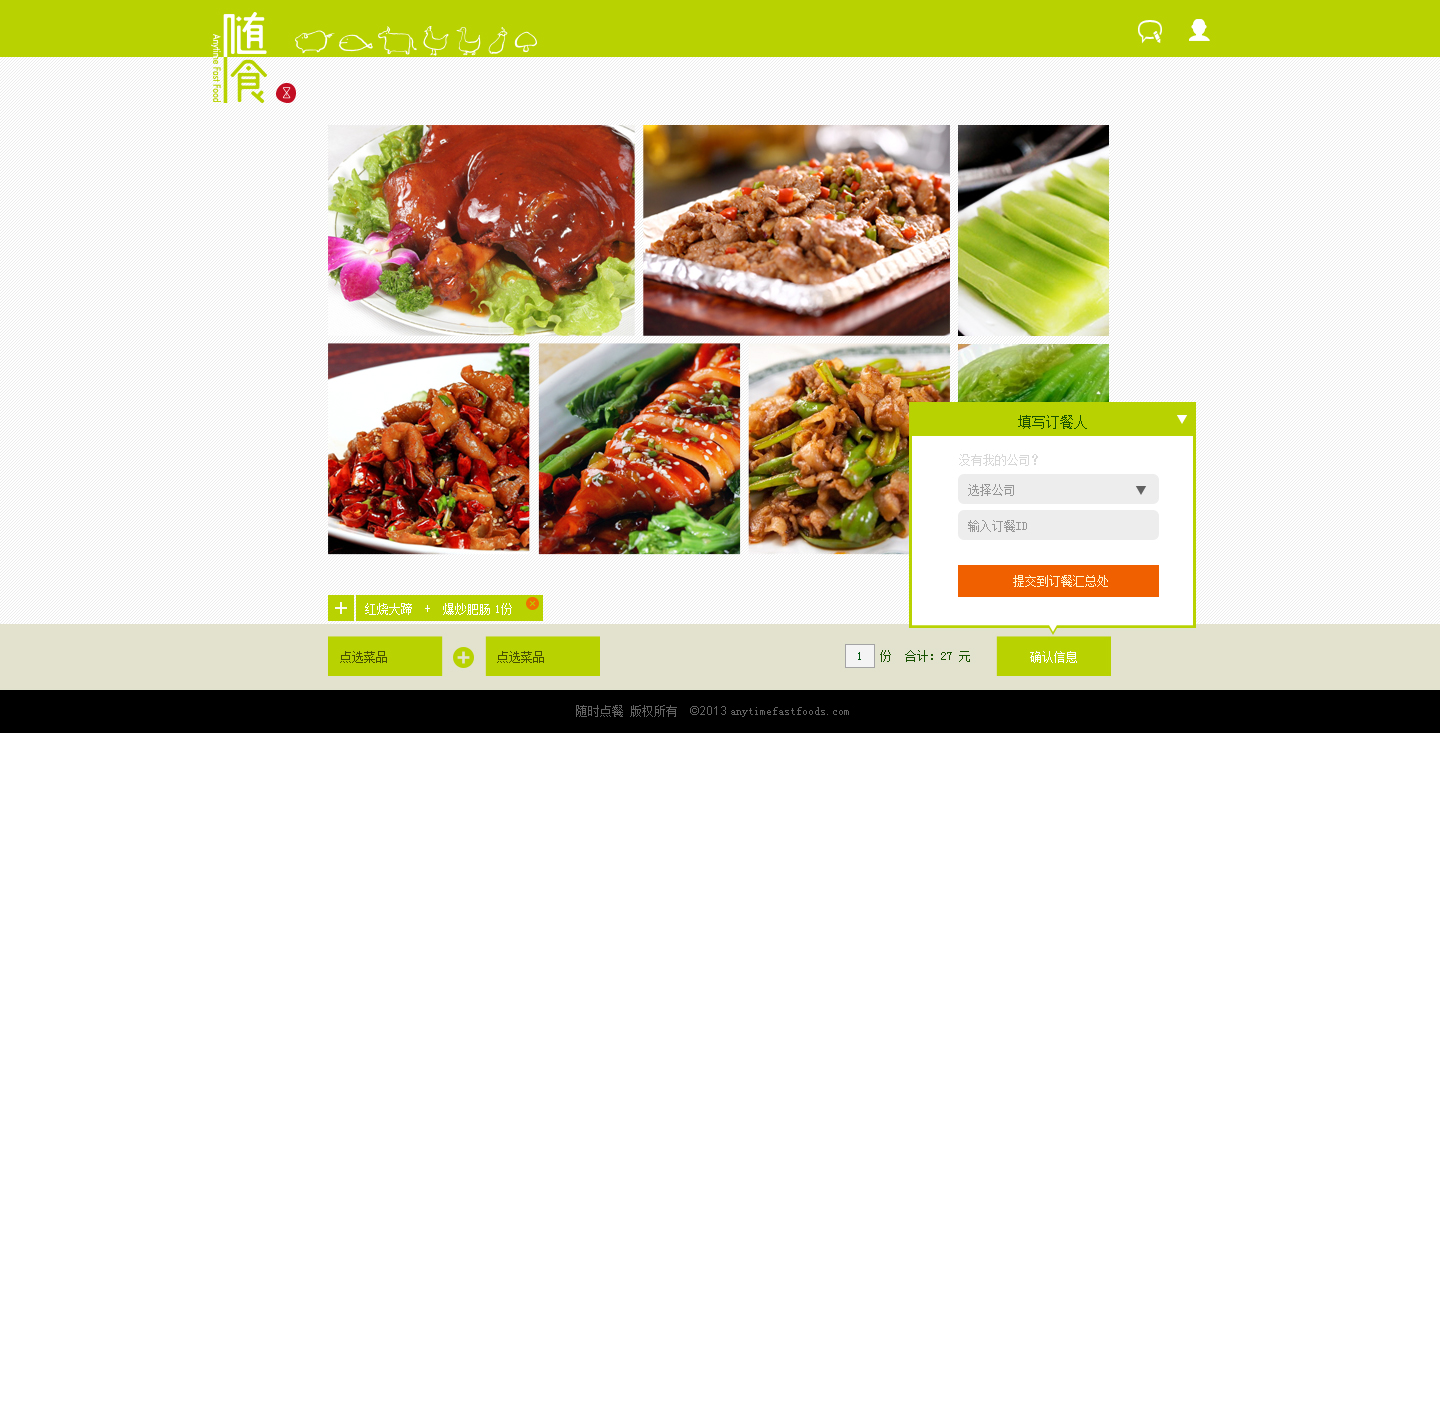 随食
Anytime Fast Food
填写订餐人
没有我的公司?
选择公司
输入订餐ID
提交到订餐汇总处
红烧大蹄 + 爆炒肥肠 1份
点选菜品
点选菜品
1 份 合计: 27 元
确认信息
随时点餐 版权所有 ©2013 anytimefastfoods.com